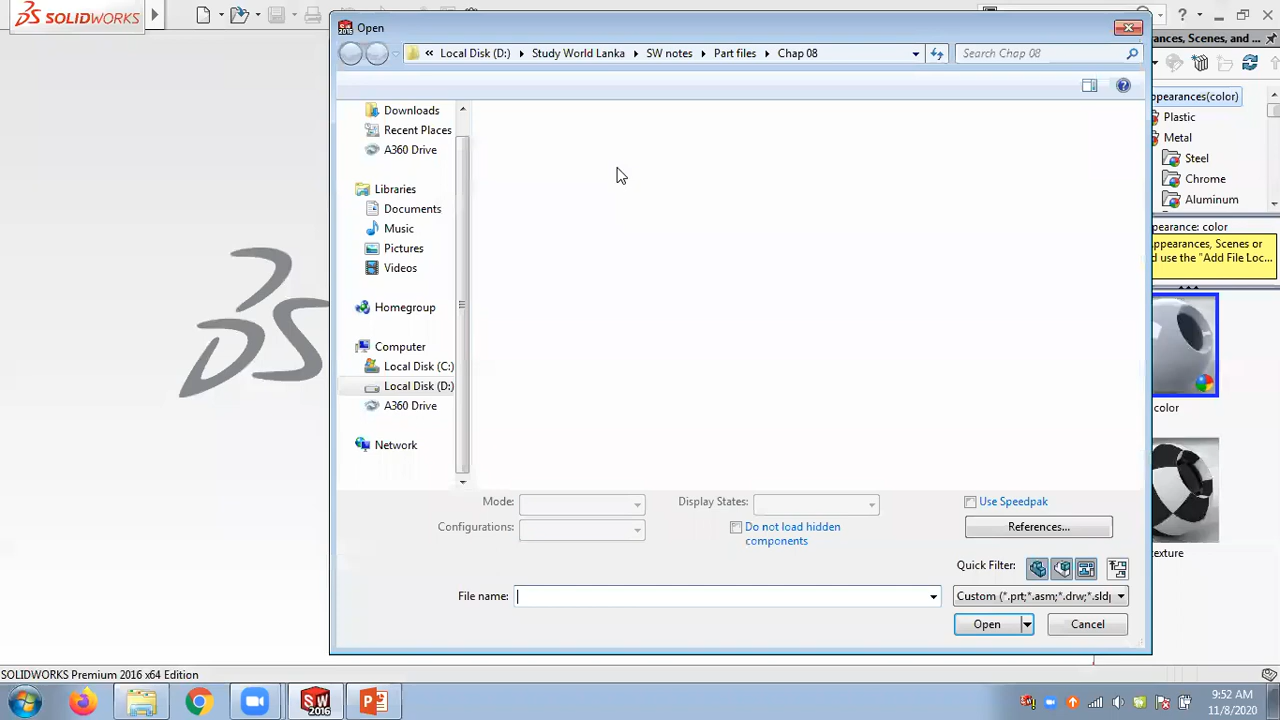 SOLIDWORKS
?
Open
« Local Disk (D:) Study World Lanka SW notes Part files Chap 08
Search Chap 08
?
ances, Scenes, and...
Downloads
Recent Places
A360 Drive
Libraries
Documents
Music
Pictures
Videos
Homegroup
Computer
Local Disk (C:)
Local Disk (D:)
A360 Drive
Network
ppearances(color)
Plastic
Metal
Steel
Chrome
Aluminum
pearance: color
Appearances, Scenes or
d use the "Add File Loc...
color
texture
Mode:
Display States:
Use Speedpak
Configurations:
Do not load hidden
components
References...
Quick Filter:
File name:
Custom (*.prt;*.asm;*.drw;*.sldp
Open
Cancel
SOLIDWORKS Premium 2016 x64 Edition
SW
2016
9:52 AM
11/8/2020